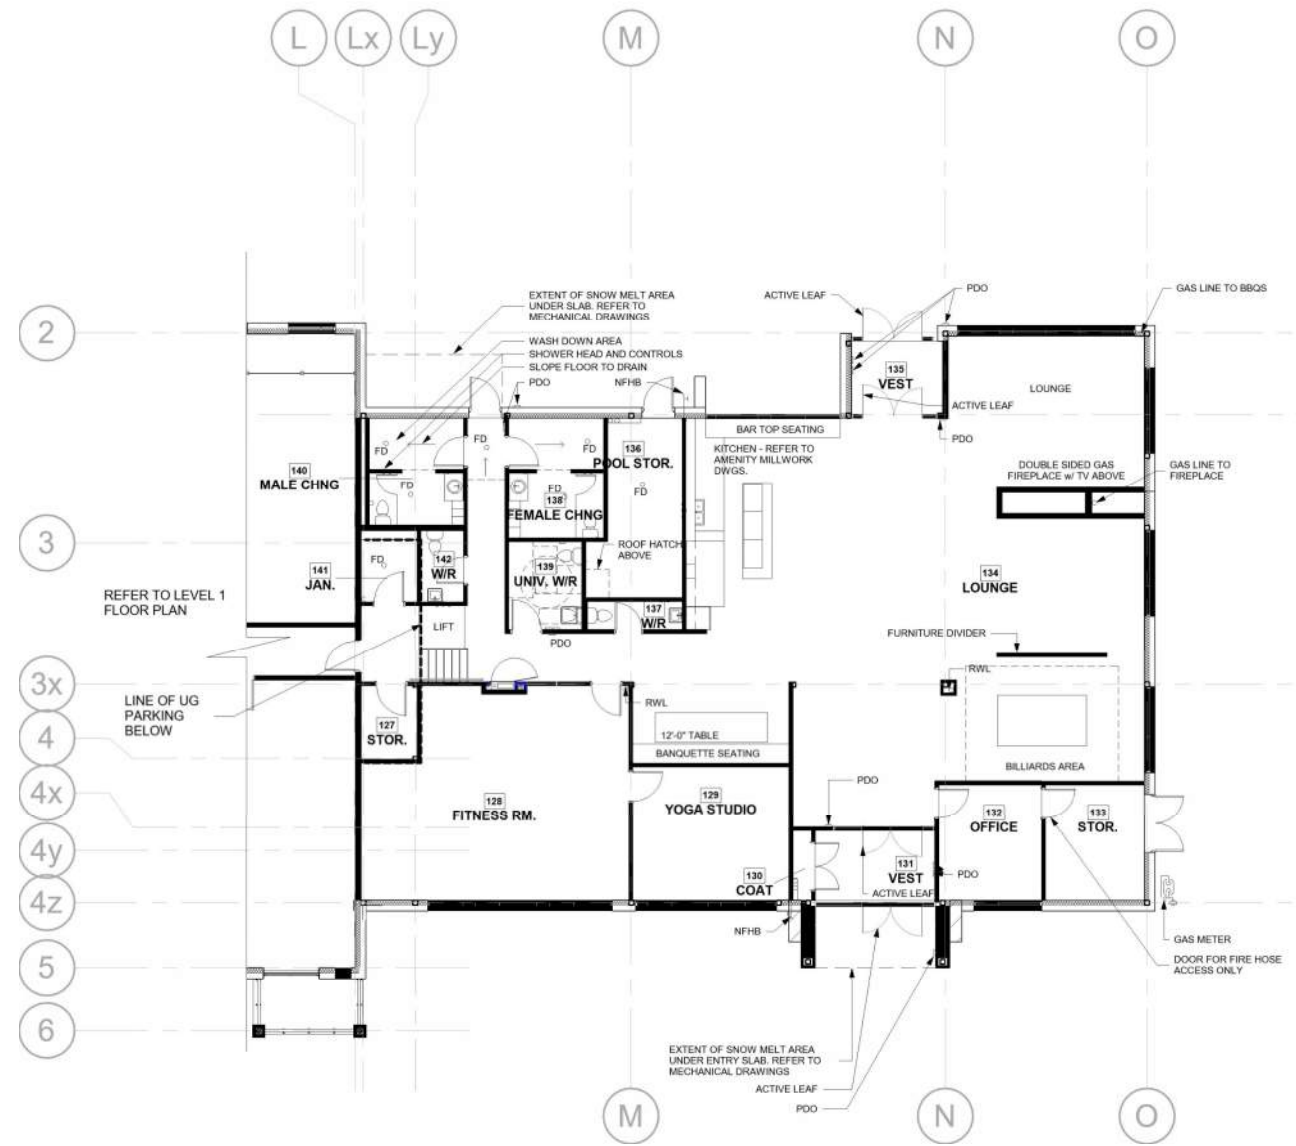 L
Lx
Ly
M
N
O
2
3
3x
4
4x
4y
4z
5
6
EXTENT OF SNOW MELT AREA
UNDER SLAB. REFER TO
MECHANICAL DRAWINGS
WASH DOWN AREA
SHOWER HEAD AND CONTROLS
SLOPE FLOOR TO DRAIN
PDO
NFHB
ACTIVE LEAF
PDO
GAS LINE TO BBQS
135
VEST
LOUNGE
ACTIVE LEAF
PDO
BAR TOP SEATING
KITCHEN - REFER TO
AMENITY MILLWORK
DWGS.
DOUBLE SIDED GAS
FIREPLACE w/ TV ABOVE
GAS LINE TO
FIREPLACE
FD
FD
FD
FD
FD
FD
136
POOL STOR.
140
MALE CHNG
138
FEMALE CHNG
ROOF HATCH
ABOVE
142
W/R
139
UNIV. W/R
141
JAN.
134
LOUNGE
137
W/R
REFER TO LEVEL 1
FLOOR PLAN
LIFT
PDO
FURNITURE DIVIDER
RWL
LINE OF UG
PARKING
BELOW
RWL
127
STOR.
12'-0" TABLE
BANQUETTE SEATING
BILLIARDS AREA
PDO
128
FITNESS RM.
129
YOGA STUDIO
132
OFFICE
133
STOR.
130
COAT
131
VEST
PDO
ACTIVE LEAF
NFHB
GAS METER
DOOR FOR FIRE HOSE
ACCESS ONLY
EXTENT OF SNOW MELT AREA
UNDER ENTRY SLAB. REFER TO
MECHANICAL DRAWINGS
ACTIVE LEAF
PDO
M
N
O